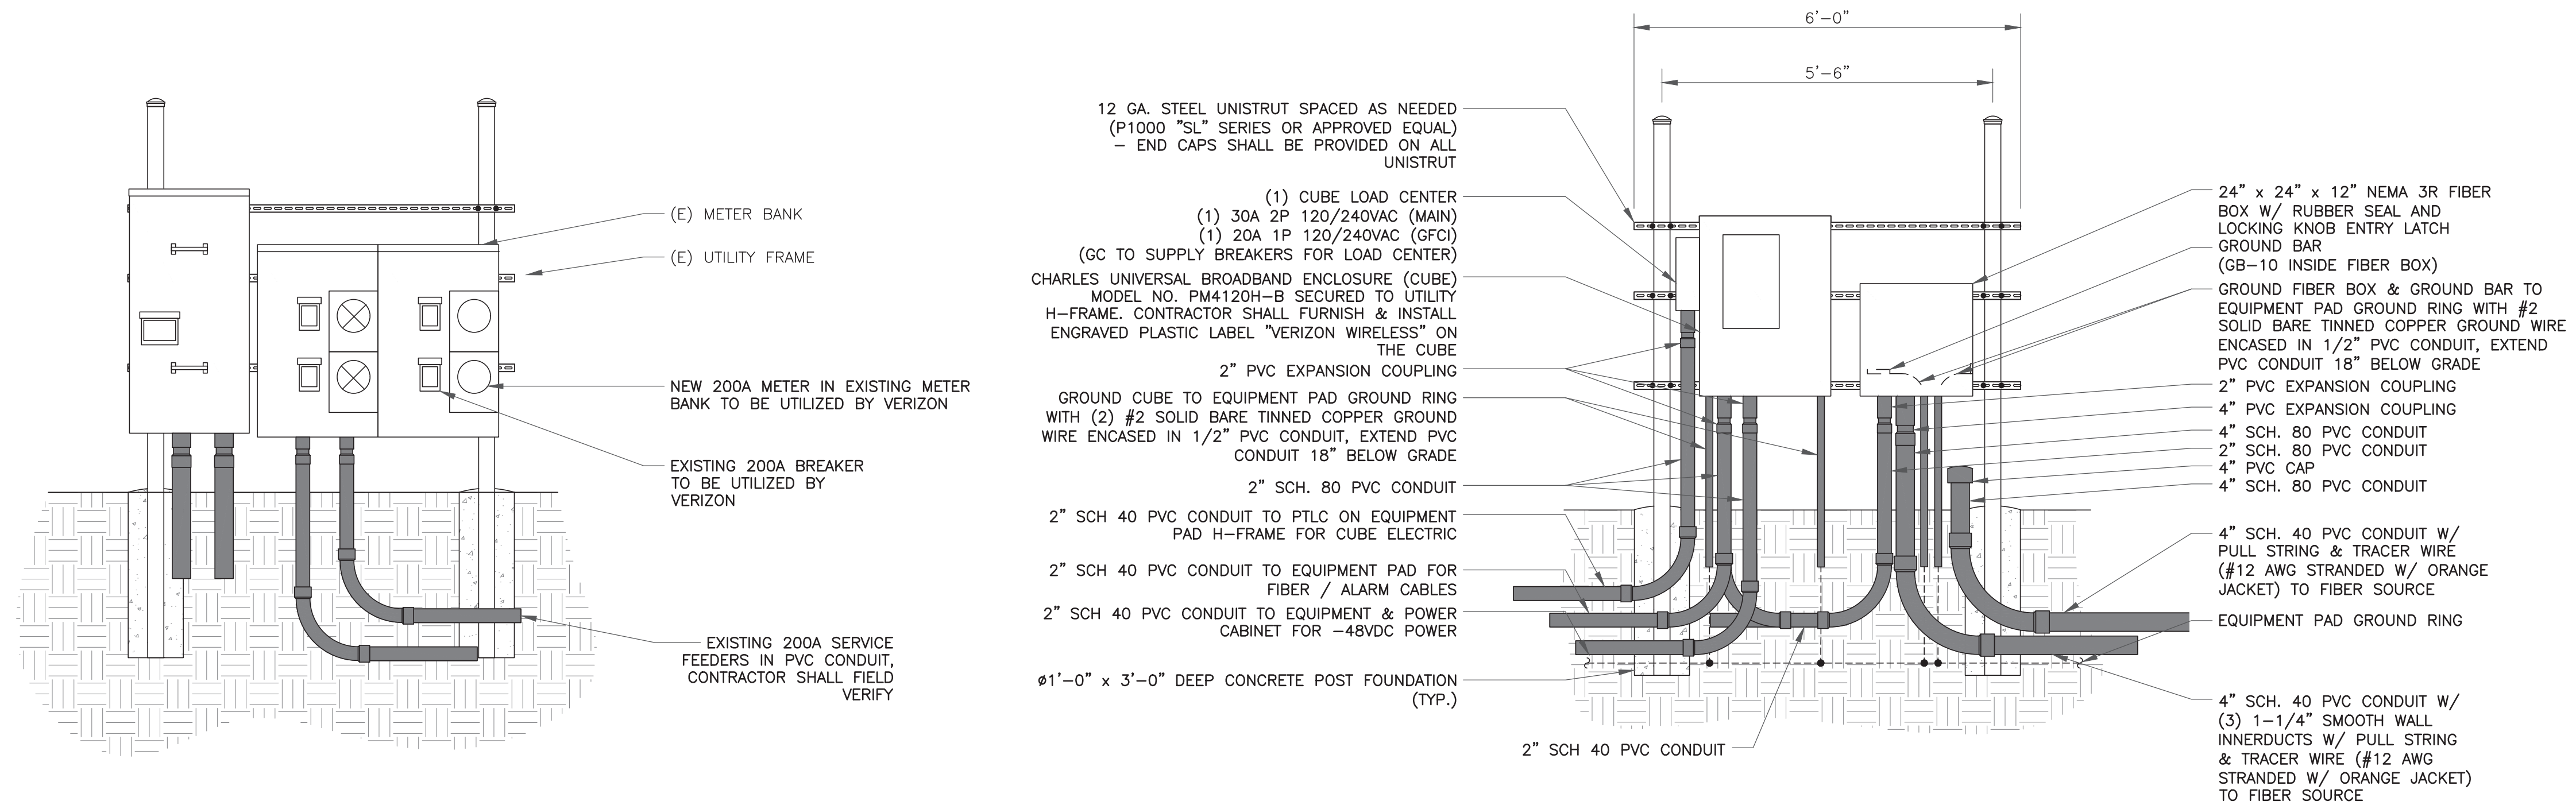 (E) METER BANK
(E) UTILITY FRAME
NEW 200A METER IN EXISTING METER
BANK TO BE UTILIZED BY VERIZON
EXISTING 200A BREAKER
TO BE UTILIZED BY
VERIZON
EXISTING 200A SERVICE
FEEDERS IN PVC CONDUIT,
CONTRACTOR SHALL FIELD
VERIFY
6'-0"
5'-6"
12 GA. STEEL UNISTRUT SPACED AS NEEDED
(P1000 "SL" SERIES OR APPROVED EQUAL)
- END CAPS SHALL BE PROVIDED ON ALL
UNISTRUT
(1) CUBE LOAD CENTER
(1) 30A 2P 120/240VAC (MAIN)
(1) 20A 1P 120/240VAC (GFCI)
(GC TO SUPPLY BREAKERS FOR LOAD CENTER)
CHARLES UNIVERSAL BROADBAND ENCLOSURE (CUBE)
MODEL NO. PM4120H-B SECURED TO UTILITY
H-FRAME. CONTRACTOR SHALL FURNISH & INSTALL
ENGRAVED PLASTIC LABEL "VERIZON WIRELESS" ON
THE CUBE
2" PVC EXPANSION COUPLING
GROUND CUBE TO EQUIPMENT PAD GROUND RING
WITH (2) #2 SOLID BARE TINNED COPPER GROUND
WIRE ENCASED IN 1/2" PVC CONDUIT, EXTEND PVC
CONDUIT 18" BELOW GRADE
2" SCH. 80 PVC CONDUIT
2" SCH 40 PVC CONDUIT TO PTLC ON EQUIPMENT
PAD H-FRAME FOR CUBE ELECTRIC
2" SCH 40 PVC CONDUIT TO EQUIPMENT PAD FOR
FIBER / ALARM CABLES
2" SCH 40 PVC CONDUIT TO EQUIPMENT & POWER
CABINET FOR -48VDC POWER
ø1'-0" x 3'-0" DEEP CONCRETE POST FOUNDATION
(TYP.)
2" SCH 40 PVC CONDUIT
24" x 24" x 12" NEMA 3R FIBER
BOX W/ RUBBER SEAL AND
LOCKING KNOB ENTRY LATCH
GROUND BAR
(GB-10 INSIDE FIBER BOX)
GROUND FIBER BOX & GROUND BAR TO
EQUIPMENT PAD GROUND RING WITH #2
SOLID BARE TINNED COPPER GROUND WIRE
ENCASED IN 1/2" PVC CONDUIT, EXTEND
PVC CONDUIT 18" BELOW GRADE
2" PVC EXPANSION COUPLING
4" PVC EXPANSION COUPLING
4" SCH. 80 PVC CONDUIT
2" SCH. 80 PVC CONDUIT
4" PVC CAP
4" SCH. 80 PVC CONDUIT
4" SCH. 40 PVC CONDUIT W/
PULL STRING & TRACER WIRE
(#12 AWG STRANDED W/ ORANGE
JACKET) TO FIBER SOURCE
EQUIPMENT PAD GROUND RING
4" SCH. 40 PVC CONDUIT W/
(3) 1-1/4" SMOOTH WALL
INNERDUCTS W/ PULL STRING
& TRACER WIRE (#12 AWG
STRANDED W/ ORANGE JACKET)
TO FIBER SOURCE